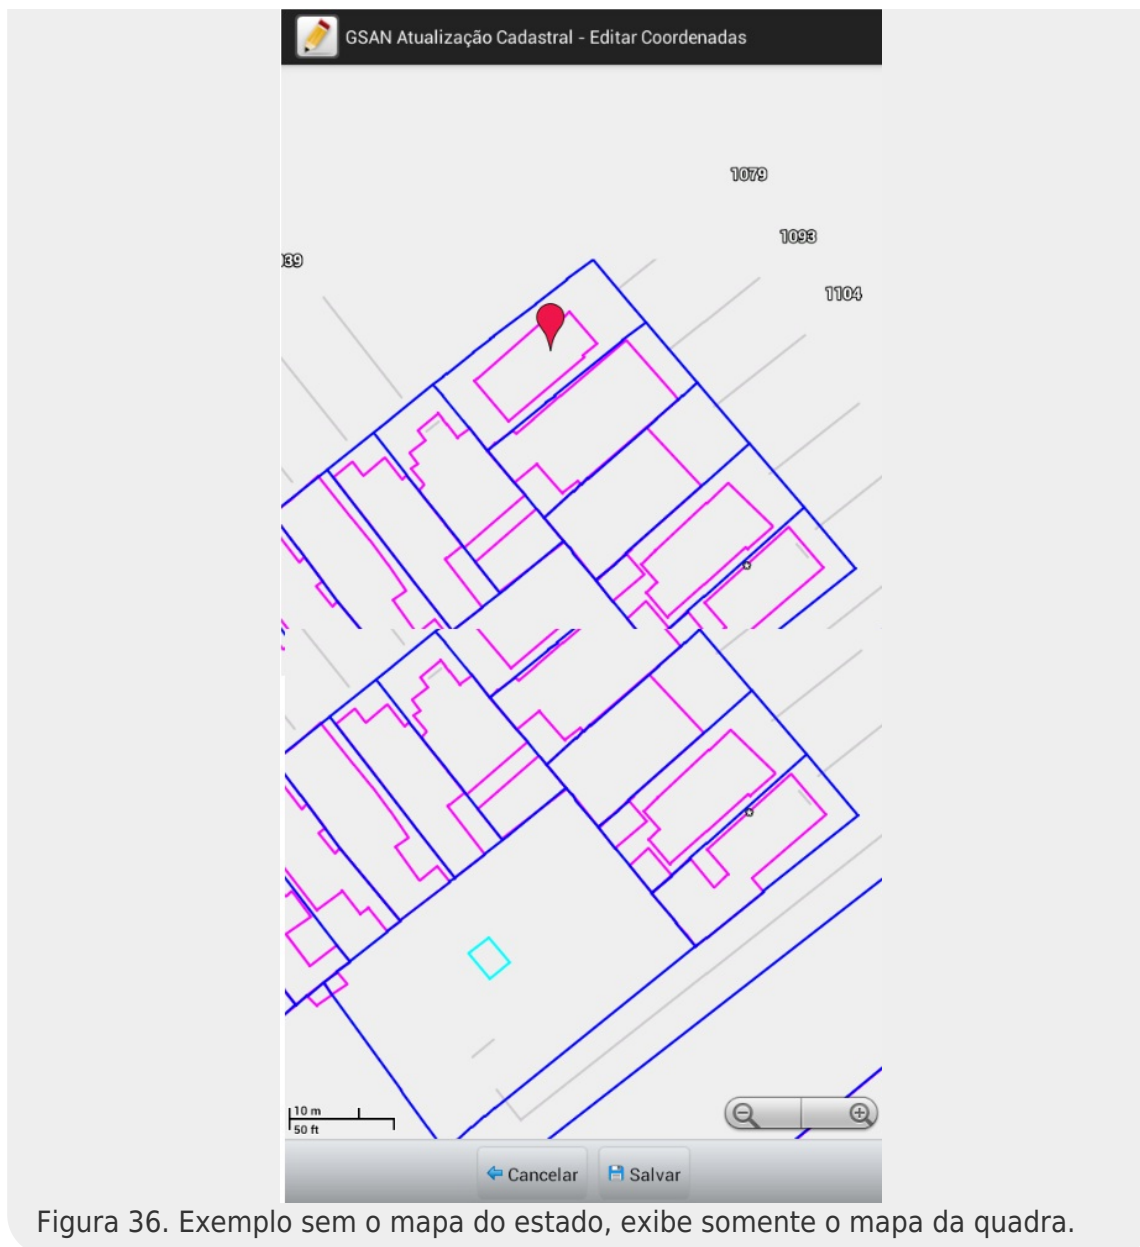 GSAN Atualização Cadastral - Editar Coordenadas
1079
1093
39
1104
10 m
50 ft
Cancelar
Salvar
Figura 36. Exemplo sem o mapa do estado, exibe somente o mapa da quadra.